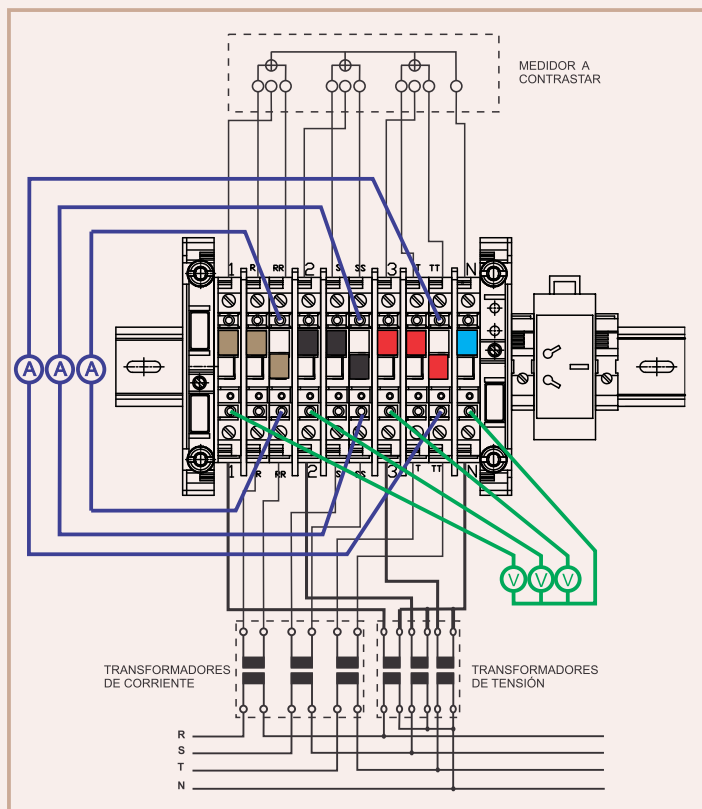 MEDIDOR A
CONTRASTAR
1 R RR 2 S SS 3 T TT N
A A A
1 R RR 2 S SS 3 T TT N
V V V
TRANSFORMADORES
DE CORRIENTE
TRANSFORMADORES
DE TENSIÓN
R
S
T
N